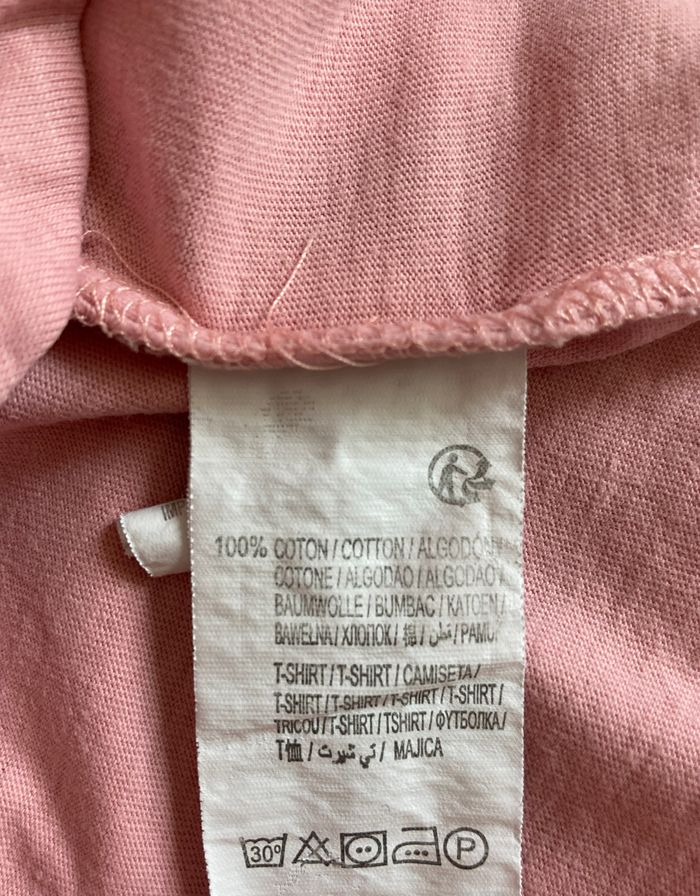 100% COTON / COTTON / ALGODÓN /
COTONE / ALGODAO / ALGODAO /
BAUMWOLLE / BUMBAC / KATOEN /
BAWEŁNA / ХЛОПОК / 棉 / قطن / PAMUK
T-SHIRT / T-SHIRT / CAMISETA /
T-SHIRT / T-SHIRT / T-SHIRT / T-SHIRT /
TRICOU / T-SHIRT / TSHIRT / ФУТБОЛКА /
T恤 / تي شيرت / MAJICA
30° P